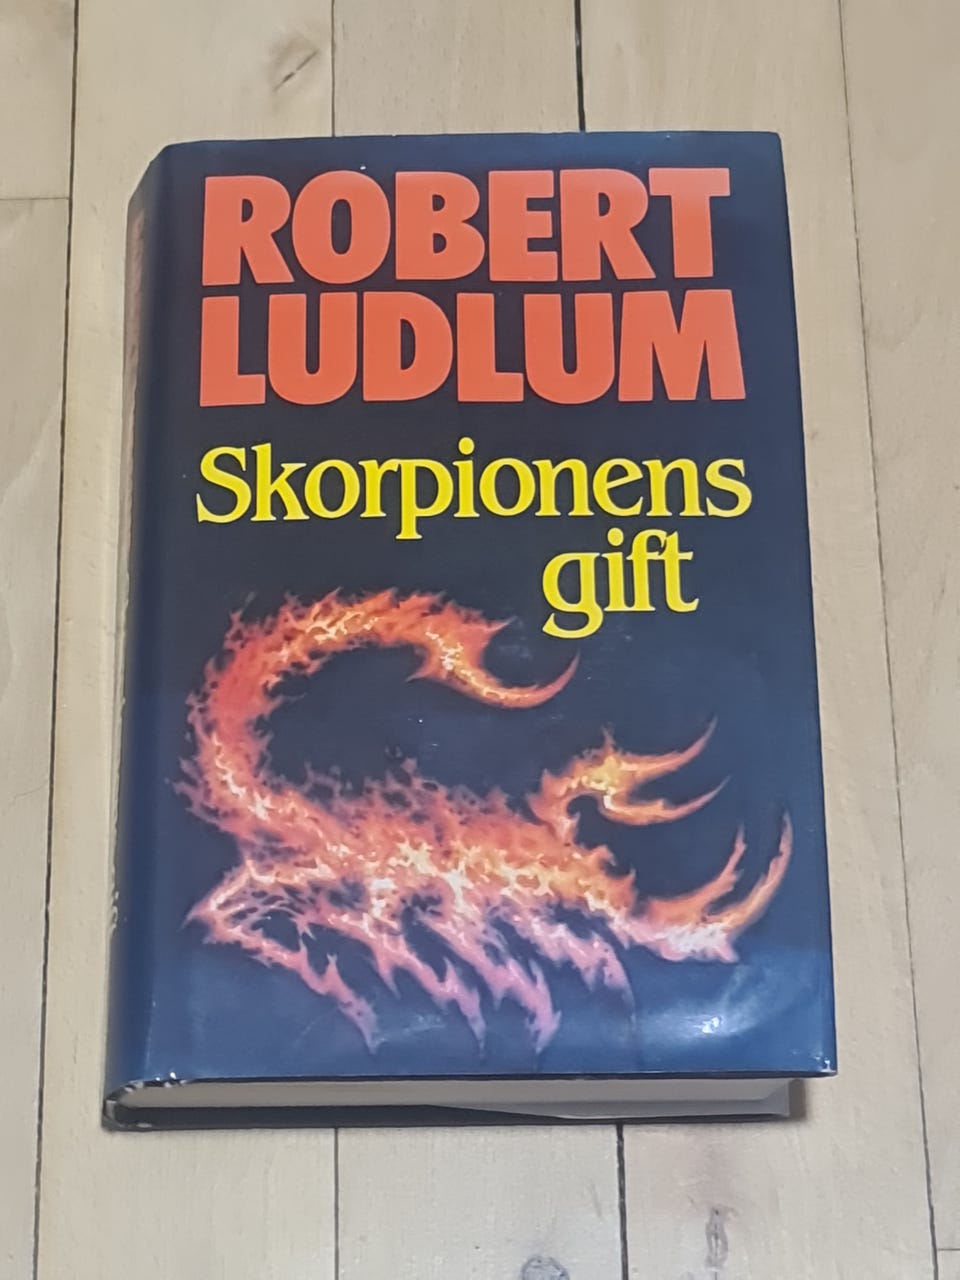 ROBERT
LUDLUM
Skorpionens
gift